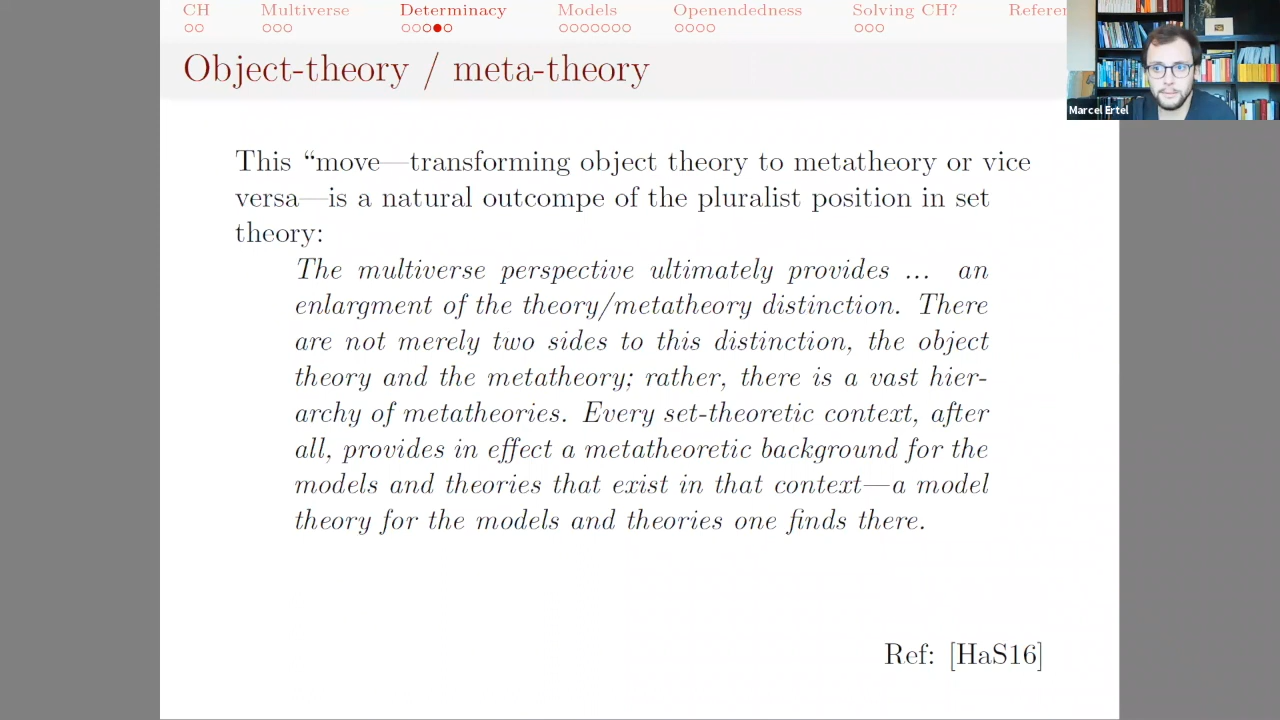 CH Multiverse Determinacy Models Openendedness Solving CH? Referen
Object-theory / meta-theory
Marcel Ertel
This “move—transforming object theory to metatheory or vice
versa—is a natural outcompe of the pluralist position in set
theory:
The multiverse perspective ultimately provides ... an
enlargment of the theory/metatheory distinction. There
are not merely two sides to this distinction, the object
theory and the metatheory; rather, there is a vast hier-
archy of metatheories. Every set-theoretic context, after
all, provides in effect a metatheoretic background for the
models and theories that exist in that context—a model
theory for the models and theories one finds there.
Ref: [HaS16]